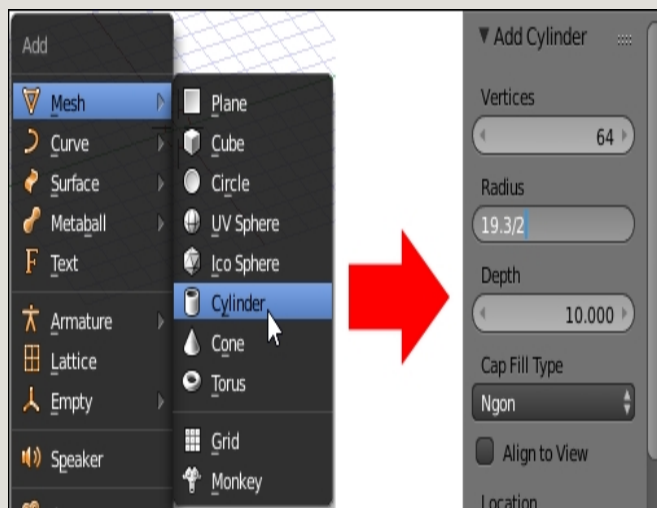 Add
Mesh
Curve
Surface
Metaball
Text
Armature
Lattice
Empty
Speaker
Plane
Cube
Circle
UV Sphere
Ico Sphere
Cylinder
Cone
Torus
Grid
Monkey
Add Cylinder
Vertices
64
Radius
19.3/2
Depth
10.000
Cap Fill Type
Ngon
Align to View
Location